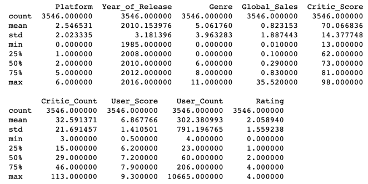 Platform Year_of_Release Genre Global_Sales Critic_Score
count 3546.000000 3546.000000 3546.000000 3546.000000 3546.000000
mean 2.546531 2010.153976 5.061760 0.823153 70.066836
std 2.023335 3.181396 3.963283 1.887443 14.377748
min 0.000000 1985.000000 0.000000 0.010000 13.000000
25% 1.000000 2008.000000 2.000000 0.100000 62.000000
50% 2.000000 2010.000000 6.000000 0.290000 73.000000
75% 5.000000 2012.000000 8.000000 0.830000 81.000000
max 6.000000 2016.000000 11.000000 35.520000 98.000000
Critic_Count User_Score User_Count Rating
count 3546.000000 3546.000000 3546.000000 3546.000000
mean 32.591371 6.867766 302.380993 2.058940
std 21.691457 1.410501 791.196765 1.559238
min 3.000000 0.500000 4.000000 0.000000
25% 15.000000 6.200000 23.000000 1.000000
50% 29.000000 7.200000 60.000000 2.000000
75% 46.000000 7.900000 206.000000 4.000000
max 113.000000 9.300000 10665.000000 4.000000